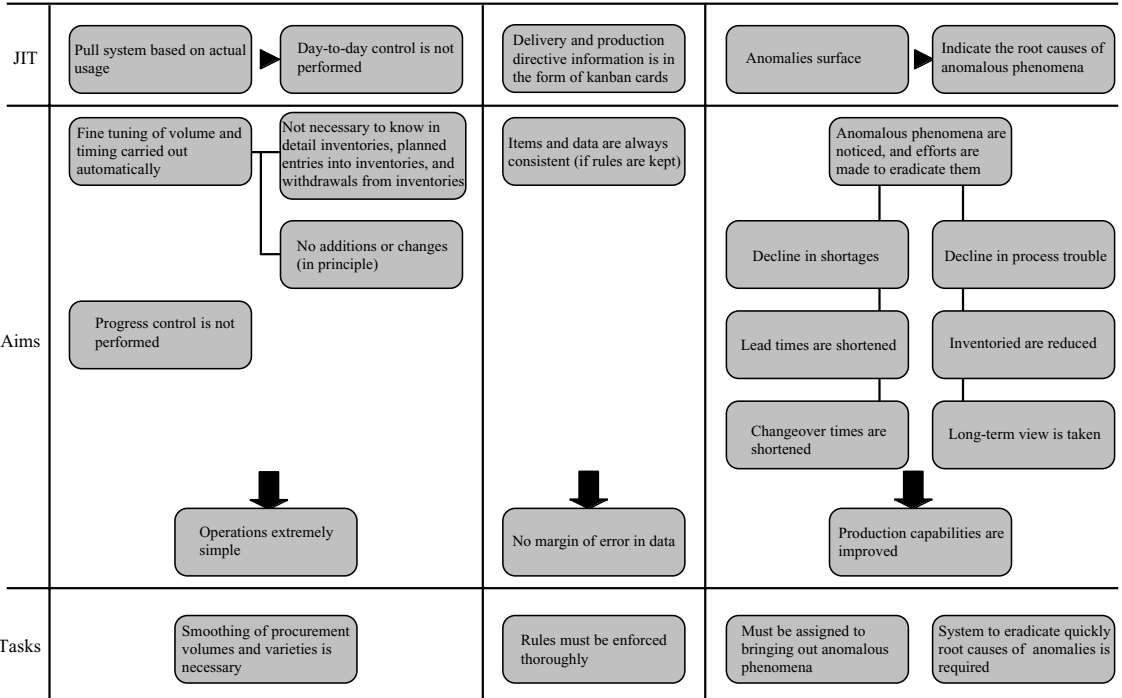 JIT
Pull system based on actual
usage
Day-to-day control is not
performed
Delivery and production
directive information is in
the form of kanban cards
Anomalies surface
Indicate the root causes of
anomalous phenomena
Aims
Fine tuning of volume and
timing carried out
automatically
Not necessary to know in
detail inventories, planned
entries into inventories, and
withdrawals from inventories
No additions or changes
(in principle)
Progress control is not
performed
Operations extremely
simple
Items and data are always
consistent (if rules are kept)
No margin of error in data
Anomalous phenomena are
noticed, and efforts are
made to eradicate them
Decline in shortages
Decline in process trouble
Lead times are shortened
Inventoried are reduced
Changeover times are
shortened
Long-term view is taken
Production capabilities are
improved
Tasks
Smoothing of procurement
volumes and varieties is
necessary
Rules must be enforced
thoroughly
Must be assigned to
bringing out anomalous
phenomena
System to eradicate quickly
root causes of anomalies is
required